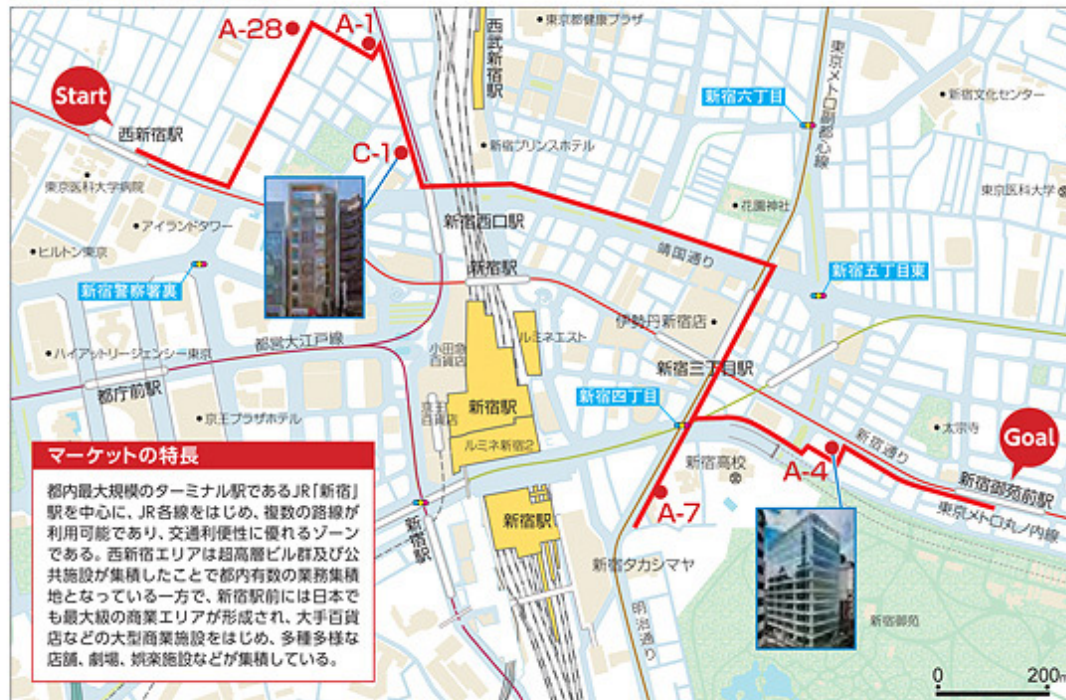 A-28
A-1
東京都健康プラザ
西武新宿駅
東京メトロ副都心線
Start
新宿六丁目
新宿文化センター
西新宿駅
C-1
新宿プリンスホテル
東京医科大学病院
東京医科大学
花園神社
アイランドタワー
新宿西口駅
ヒルトン東京
靖国通り
新宿駅
新宿五丁目東
新宿警察署裏
伊勢丹新宿店
ルミネエスト
都営大江戸線
小田急
百貨店
ハイアットリージェンシー東京
新宿三丁目駅
都庁前駅
新宿駅
新宿四丁目
京王
百貨店
京王プラザホテル
太宗寺
Goal
ルミネ新宿2
新宿通り
新宿高校
A-4
新宿御苑前駅
A-7
東京メトロ丸ノ内線
新宿駅
新宿駅
新宿タカシマヤ
明治通り
新宿御苑
マーケットの特長
都内最大規模のターミナル駅であるJR「新宿」
駅を中心に、JR各線をはじめ、複数の路線が
利用可能であり、交通利便性に優れるゾーン
である。西新宿エリアは超高層ビル群及び公
共施設が集積したことで都内有数の業務集積
地となっている一方で、新宿駅前には日本で
も最大級の商業エリアが形成され、大手百貨
店などの大型商業施設をはじめ、多種多様な
店舗、劇場、娯楽施設などが集積している。
0 200m